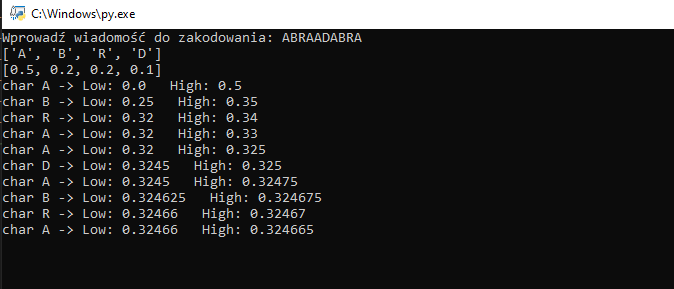 C:\Windows\py.exe
Wprowadź wiadomość do zakodowania: ABRAADABRA
['A', 'B', 'R', 'D']
[0.5, 0.2, 0.2, 0.1]
char A -> Low: 0.0   High: 0.5
char B -> Low: 0.25   High: 0.35
char R -> Low: 0.32   High: 0.34
char A -> Low: 0.32   High: 0.33
char A -> Low: 0.32   High: 0.325
char D -> Low: 0.3245   High: 0.325
char A -> Low: 0.3245   High: 0.32475
char B -> Low: 0.324625   High: 0.324675
char R -> Low: 0.32466   High: 0.32467
char A -> Low: 0.32466   High: 0.324665